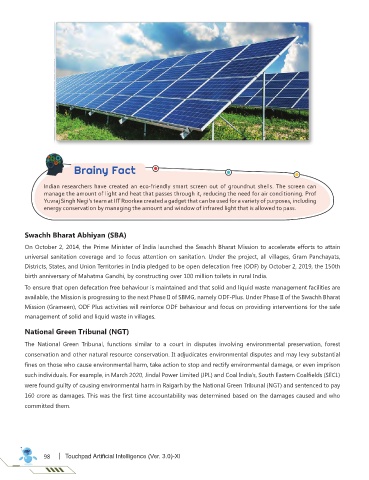 Brainy Fact
Indian researchers have created an eco-friendly smart screen out of groundnut shells. The screen can
manage the amount of light and heat that passes through it, reducing the need for air conditioning. Prof
Yuvraj Singh Negi's team at IIT Roorkee created a gadget that can be used for a variety of purposes, including
energy conservation by managing the amount and window of infrared light that is allowed to pass.
Swachh Bharat Abhiyan (SBA)
On October 2, 2014, the Prime Minister of India launched the Swachh Bharat Mission to accelerate efforts to attain
universal sanitation coverage and to focus attention on sanitation. Under the project, all villages, Gram Panchayats,
Districts, States, and Union Territories in India pledged to be open defecation free (ODF) by October 2, 2019, the 150th
birth anniversary of Mahatma Gandhi, by constructing over 100 million toilets in rural India.
To ensure that open defecation free behaviour is maintained and that solid and liquid waste management facilities are
available, the Mission is progressing to the next Phase II of SBMG, namely ODF-Plus. Under Phase II of the Swachh Bharat
Mission (Grameen), ODF Plus activities will reinforce ODF behaviour and focus on providing interventions for the safe
management of solid and liquid waste in villages.
National Green Tribunal (NGT)
The National Green Tribunal, functions similar to a court in disputes involving environmental preservation, forest
conservation and other natural resource conservation. It adjudicates environmental disputes and may levy substantial
fines on those who cause environmental harm, take action to stop and rectify environmental damage, or even imprison
such individuals. For example, in March 2020, Jindal Power Limited (JPL) and Coal India's, South Eastern Coalfields (SECL)
were found guilty of causing environmental harm in Raigarh by the National Green Tribunal (NGT) and sentenced to pay
160 crore as damages. This was the first time accountability was determined based on the damages caused and who
committed them.
98 | Touchpad Artificial Intelligence (Ver. 3.0)-XI